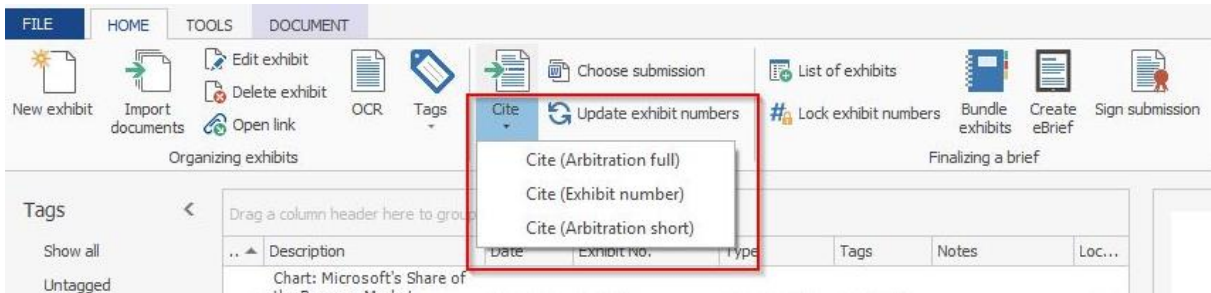 FILE HOME TOOLS DOCUMENT
New exhibit
Import
documents
Edit exhibit
Delete exhibit
Open link
OCR
Tags
Organizing exhibits
Cite
Choose submission
Update exhibit numbers
Cite (Arbitration full)
Cite (Exhibit number)
Cite (Arbitration short)
List of exhibits
Lock exhibit numbers
Bundle
exhibits
Create
eBrief
Sign submission
Finalizing a brief
Tags
Show all
Untagged
Drag a column header here to group
.. Description Date Exhibit No. Type Tags Notes Loc...
Chart: Microsoft's Share of